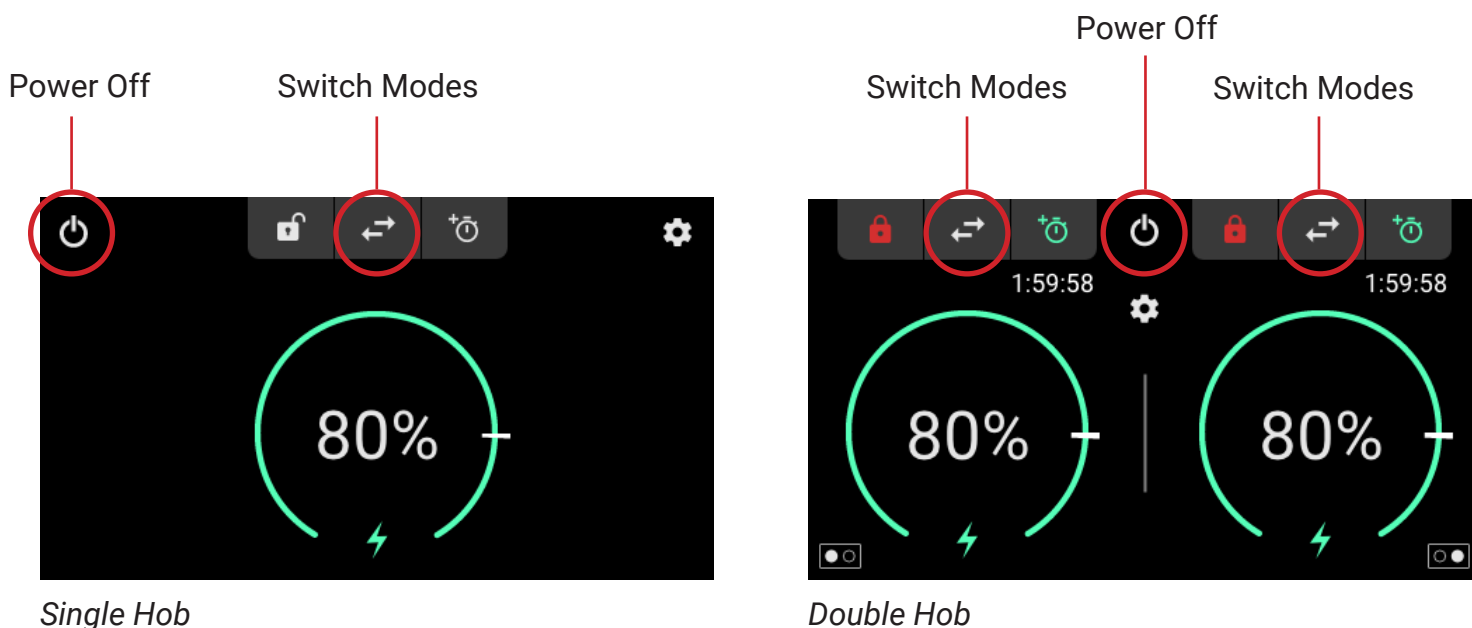 Power Off
Power Off Switch Modes Switch Modes Switch Modes
1:59:58 1:59:58
80% 80% 80%
Single Hob Double Hob